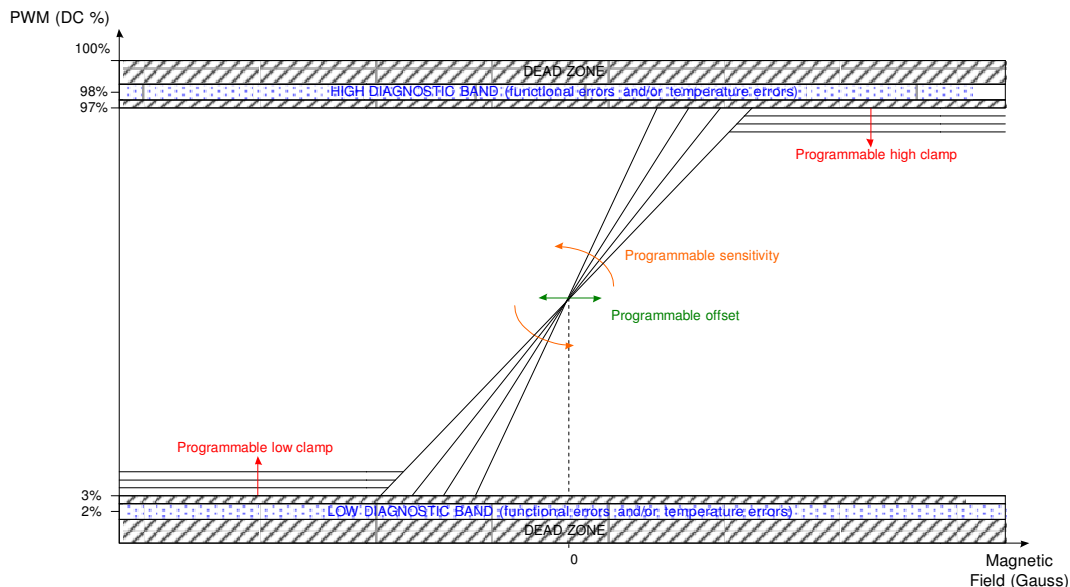 PWM (DC %)
100%
DEAD ZONE
98%
HIGH DIAGNOSTIC BAND (functional errors and/or temperature errors)
97%
Programmable high clamp
Programmable sensitivity
Programmable offset
Programmable low clamp
3%
2%
LOW DIAGNOSTIC BAND (functional errors and/or temperature errors)
DEAD ZONE
0
Magnetic
Field (Gauss)